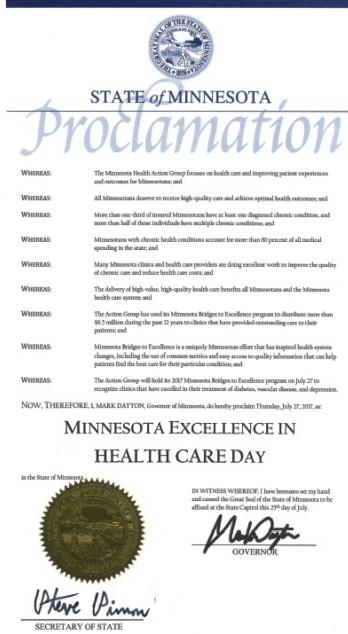 STATE of MINNESOTA
Proclamation
WHEREAS: The Minnesota Health Action Group focuses on health care and improving patient experiences
and outcomes for Minnesotans; and
WHEREAS: All Minnesotans deserve to receive high-quality care and achieve optimal health outcomes; and
WHEREAS: More than one-third of insured Minnesotans have at least one diagnosed chronic condition, and
more than half of those individuals have multiple chronic conditions; and
WHEREAS: Minnesotans with chronic health conditions account for more than 80 percent of all medical
spending in the state; and
WHEREAS: Many Minnesota clinics and health care providers are doing excellent work to improve the quality
of chronic care and reduce health care costs; and
WHEREAS: The delivery of high-value, high-quality health care benefits all Minnesotans and the Minnesota
health care system; and
WHEREAS: The Action Group has used its Minnesota Bridges to Excellence program to distribute more than
$6.5 million during the past 12 years to clinics that have provided outstanding care to their
patients; and
WHEREAS: Minnesota Bridges to Excellence is a uniquely Minnesotan effort that has inspired health system
changes, including the use of common metrics and easy access to quality information that can help
patients find the best care for their particular condition; and
WHEREAS: The Action Group will hold its 2017 Minnesota Bridges to Excellence program on July 27 to
recognize clinics that have excelled in their treatment of diabetes, vascular disease, and depression.
NOW, THEREFORE, I, MARK DAYTON, Governor of Minnesota, do hereby proclaim Thursday, July 27, 2017, as:
MINNESOTA EXCELLENCE IN
HEALTH CARE DAY
in the State of Minnesota.
IN WITNESS WHEREOF, I have hereunto set my hand
and caused the Great Seal of the State of Minnesota to be
affixed at the State Capitol this 25th day of July.
Mark Dayton
GOVERNOR
Steve Simon
SECRETARY OF STATE